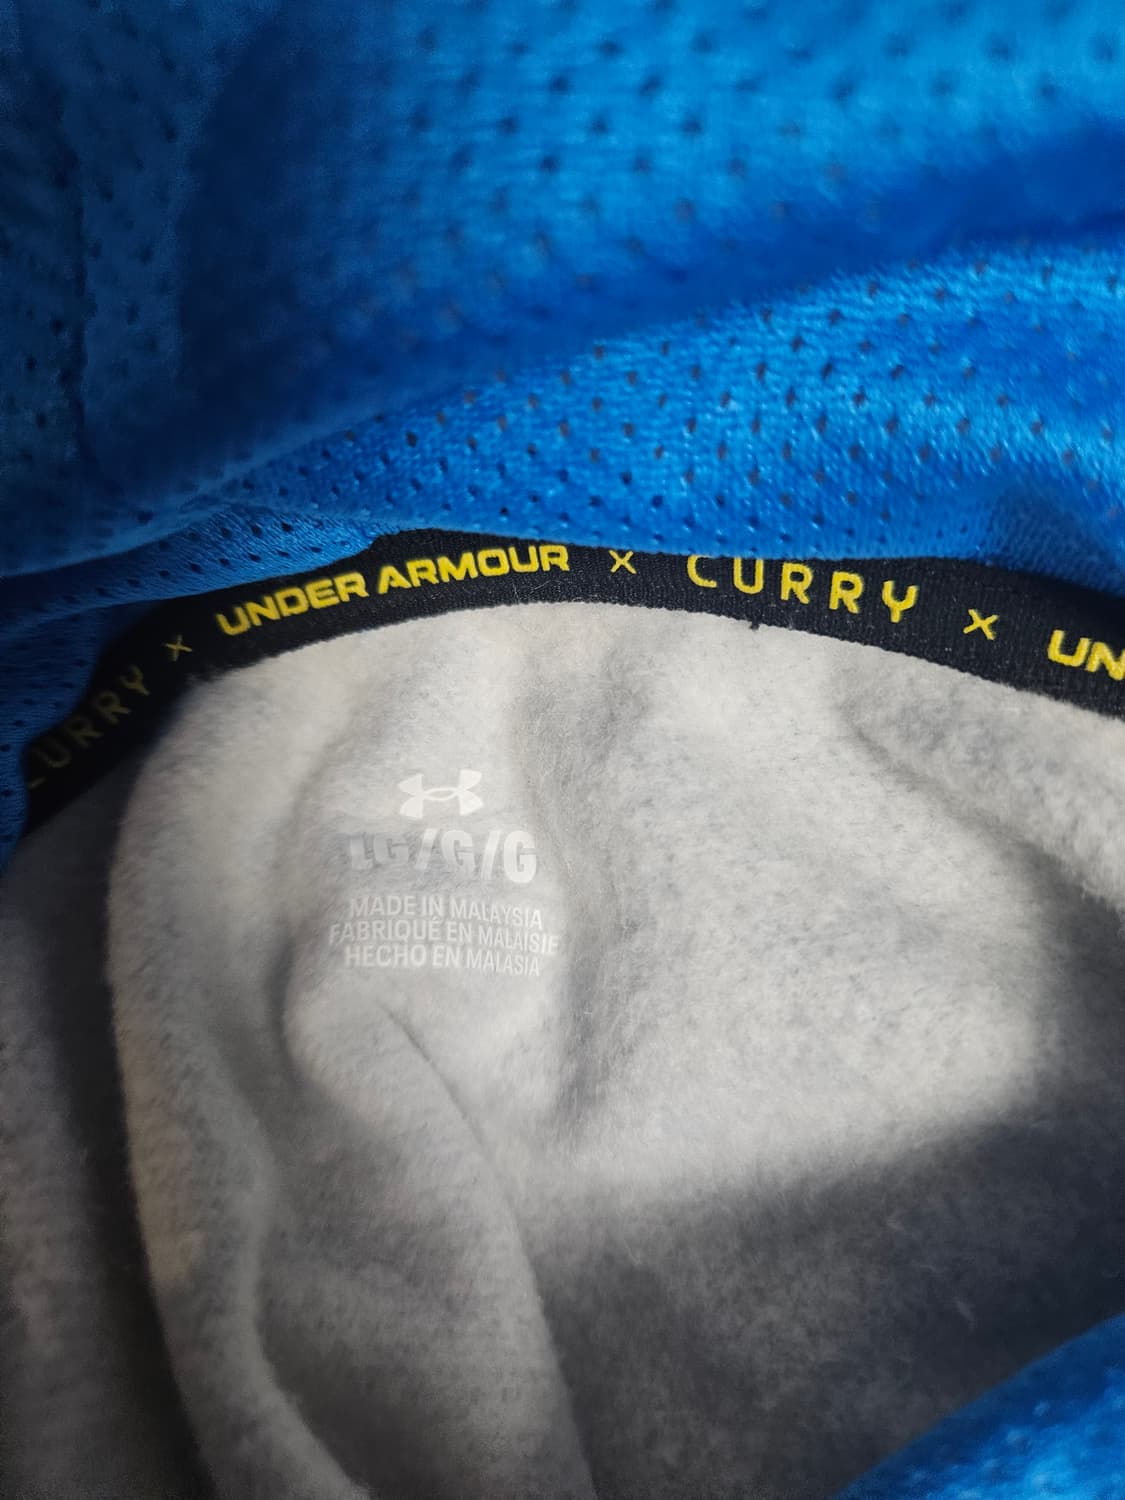 CURRY x UNDER ARMOUR x CURRY x UN
LG/G/G
MADE IN MALAYSIA
FABRIQUÉ EN MALAISIE
HECHO EN MALASIA